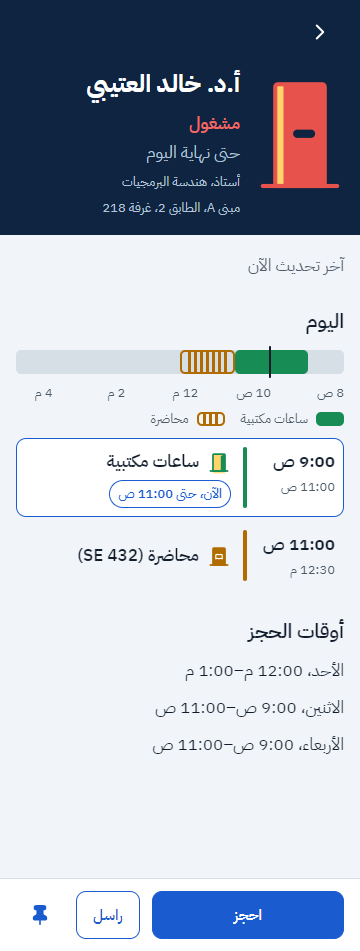 أ.د. خالد العتيبي
مشغول
حتى نهاية اليوم
أستاذ، هندسة البرمجيات
مبنى A، الطابق 2، غرفة 218
آخر تحديث الآن
اليوم
8 ص 10 ص 12 م 2 م 4 م
ساعات مكتبية محاضرة
9:00 ص ساعات مكتبية
11:00 ص الآن، حتى 11:00 ص
11:00 ص محاضرة (SE 432)
12:30 م
أوقات الحجز
الأحد، 12:00 م–1:00 م
الاثنين، 9:00 ص–11:00 ص
الأربعاء، 9:00 ص–11:00 ص
احجز راسل